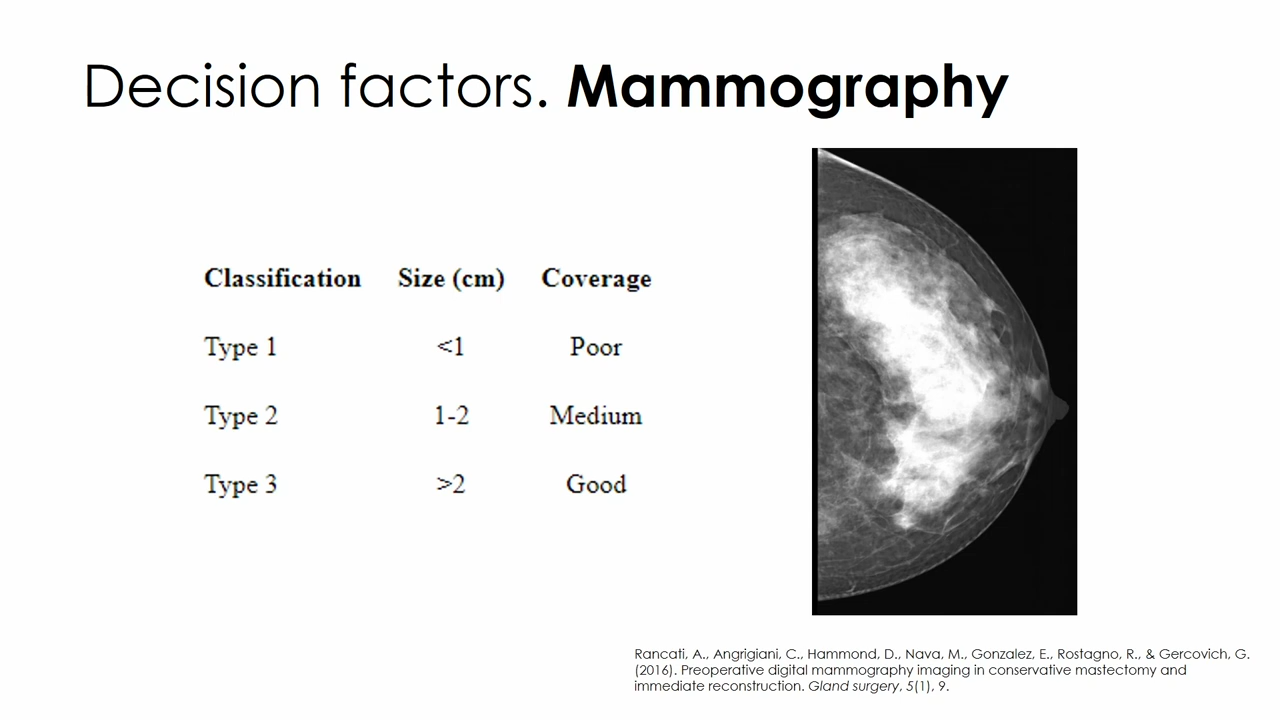 Decision factors. Mammography
Classification Size (cm) Coverage
Type 1 <1 Poor
Type 2 1-2 Medium
Type 3 >2 Good
Rancati, A., Angrigiani, C., Hammond, D., Nava, M., Gonzalez, E., Rostagno, R., & Gercovich, G.
(2016). Preoperative digital mammography imaging in conservative mastectomy and
immediate reconstruction. Gland surgery, 5(1), 9.